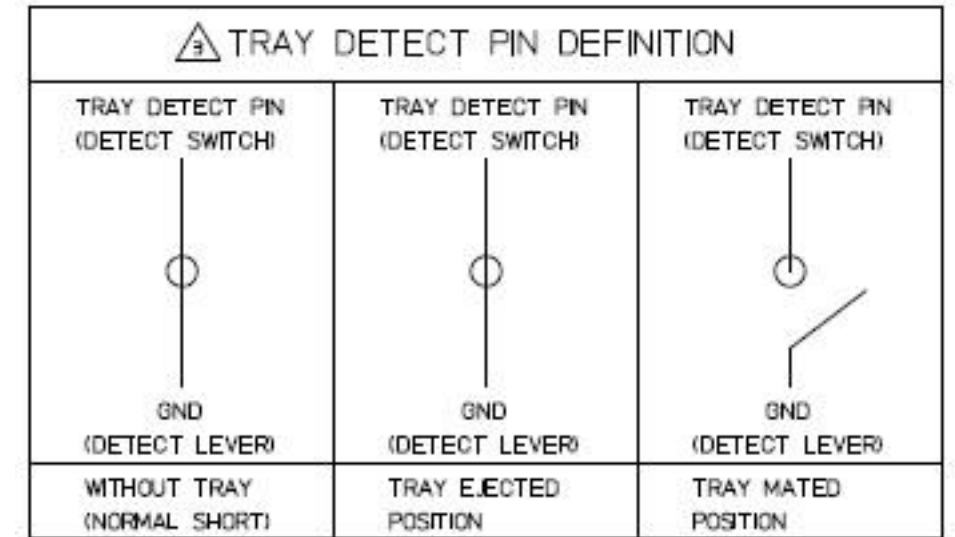 3 TRAY DETECT PIN DEFINITION
TRAY DETECT PIN
(DETECT SWITCH)
GND
(DETECT LEVER)
WITHOUT TRAY
(NORMAL SHORT)
TRAY DETECT PIN
(DETECT SWITCH)
GND
(DETECT LEVER)
TRAY EJECTED
POSITION
TRAY DETECT PIN
(DETECT SWITCH)
GND
(DETECT LEVER)
TRAY MATED
POSITION